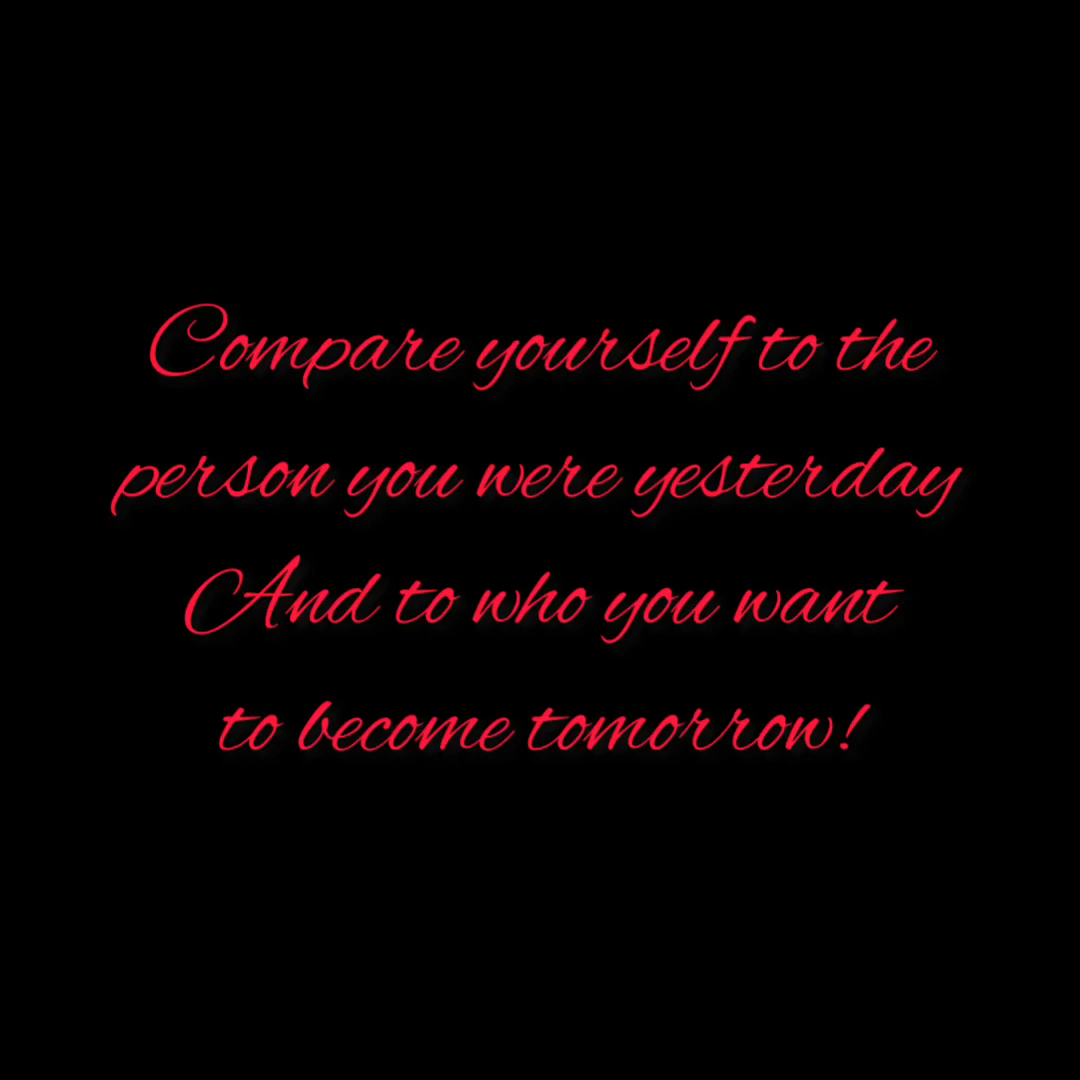 Compare yourself to the
person you were yesterday
And to who you want
to become tomorrow!